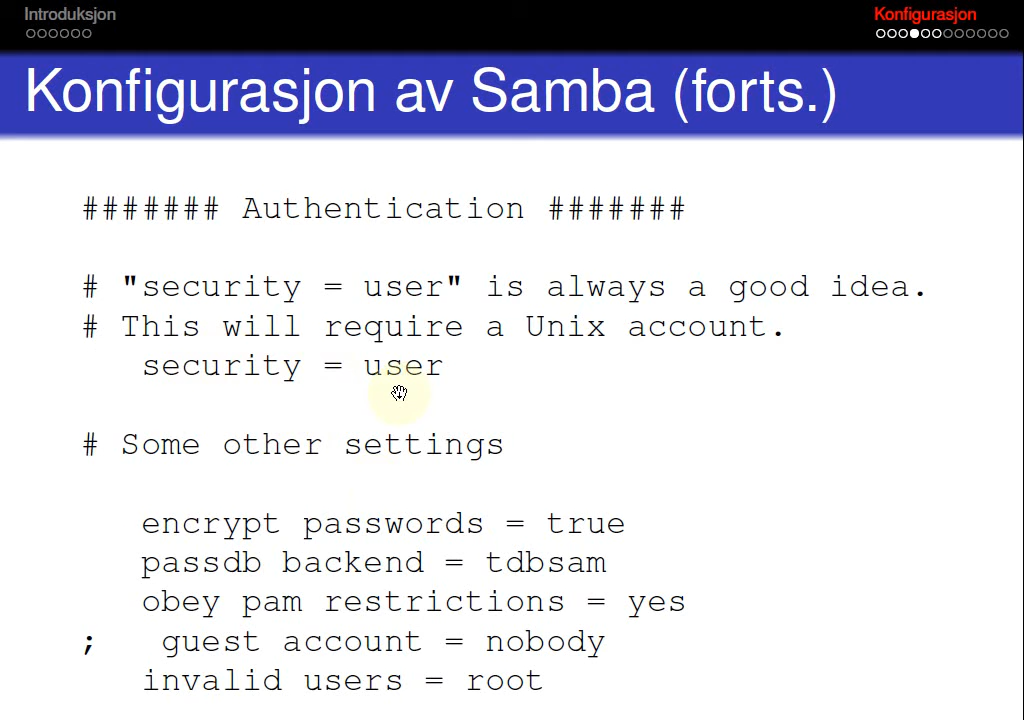 Introduksjon
Konfigurasjon
Konfigurasjon av Samba (forts.)
####### Authentication #######
# "security = user" is always a good idea.
# This will require a Unix account.
security = user
# Some other settings
encrypt passwords = true
passdb backend = tdbsam
obey pam restrictions = yes
; guest account = nobody
invalid users = root